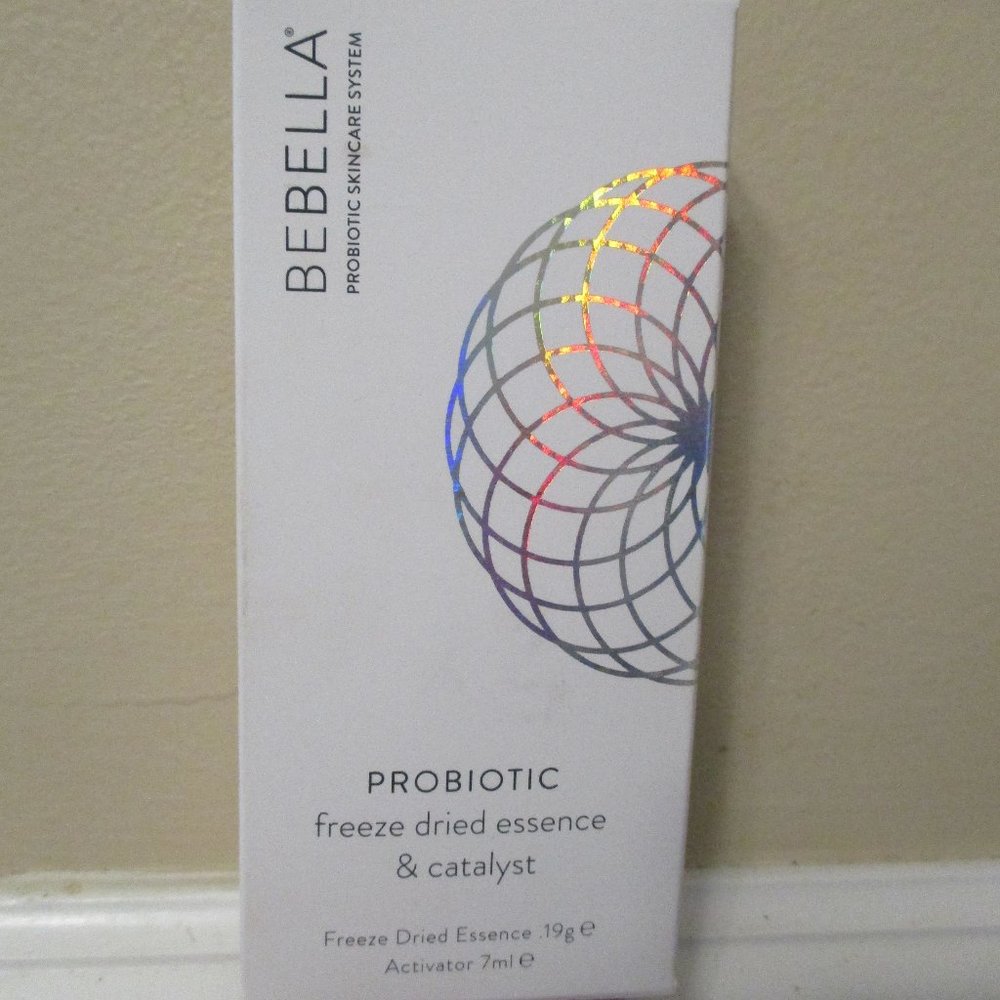 BEBELLA®
PROBIOTIC SKINCARE SYSTEM
PROBIOTIC
freeze dried essence
& catalyst
Freeze Dried Essence .19g ℮
Activator 7ml ℮